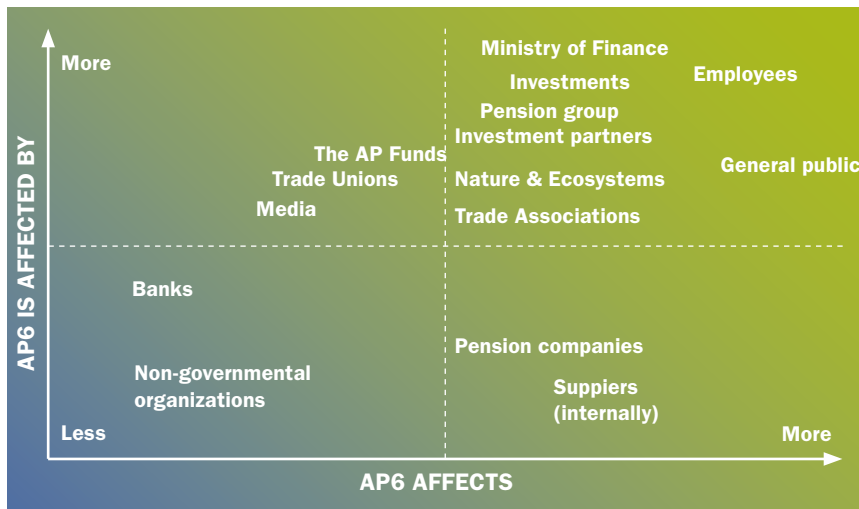 AP6 IS AFFECTED BY
More
Ministry of Finance
Employees
Investments
Pension group
Investment partners
The AP Funds
General public
Trade Unions
Nature & Ecosystems
Media
Trade Associations
Banks
Pension companies
Non-governmental
organizations
Suppiers
(internally)
Less
More
AP6 AFFECTS